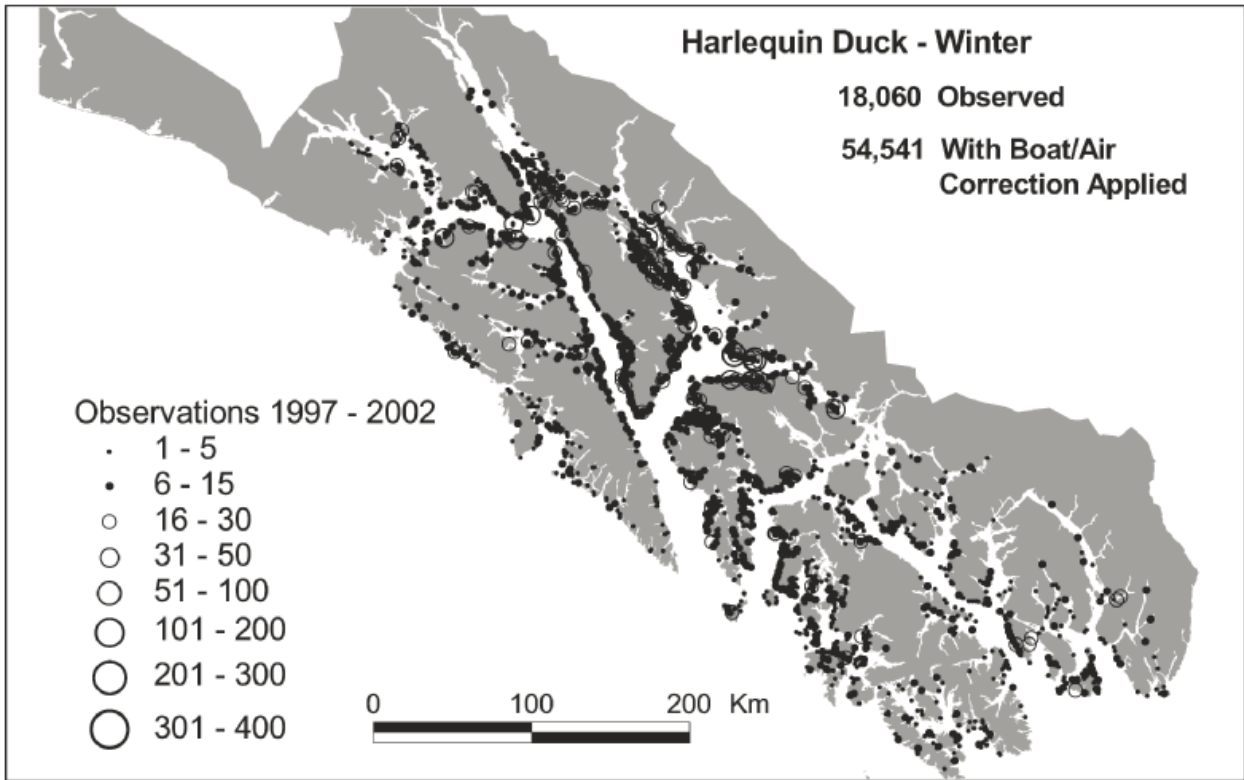 Harlequin Duck - Winter
18,060 Observed
54,541 With Boat/Air
Correction Applied
Observations 1997 - 2002
1 - 5
6 - 15
16 - 30
31 - 50
51 - 100
101 - 200
201 - 300
301 - 400
0 100 200 Km